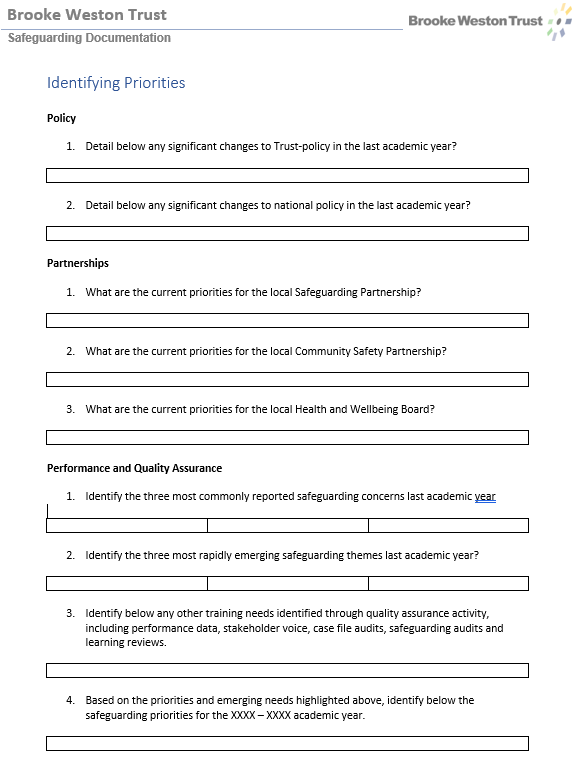 Brooke Weston Trust
Brooke Weston Trust
Safeguarding Documentation
Identifying Priorities
Policy
1. Detail below any significant changes to Trust-policy in the last academic year?
2. Detail below any significant changes to national policy in the last academic year?
Partnerships
1. What are the current priorities for the local Safeguarding Partnership?
2. What are the current priorities for the local Community Safety Partnership?
3. What are the current priorities for the local Health and Wellbeing Board?
Performance and Quality Assurance
1. Identify the three most commonly reported safeguarding concerns last academic year
2. Identify the three most rapidly emerging safeguarding themes last academic year?
3. Identify below any other training needs identified through quality assurance activity,
including performance data, stakeholder voice, case file audits, safeguarding audits and
learning reviews.
4. Based on the priorities and emerging needs highlighted above, identify below the
safeguarding priorities for the XXXX – XXXX academic year.